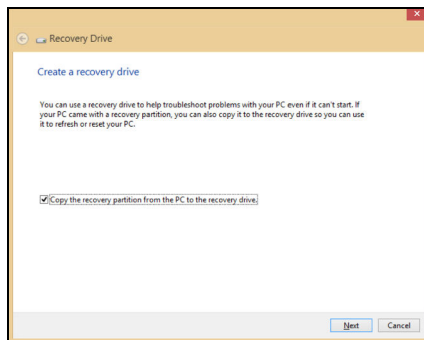 Recovery Drive
Create a recovery drive
You can use a recovery drive to help troubleshoot problems with your PC even if it can't start. If
your PC came with a recovery partition, you can also copy it to the recovery drive so you can use
it to refresh or reset your PC.
Copy the recovery partition from the PC to the recovery drive.
Next Cancel